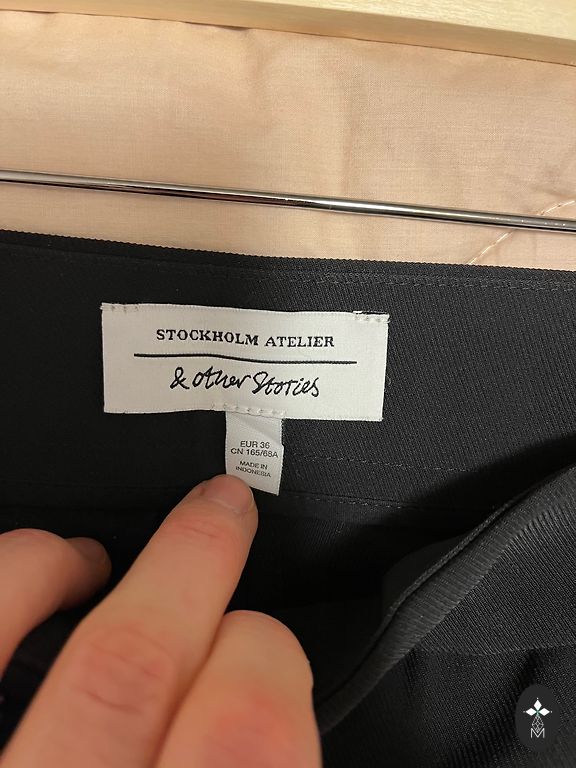 STOCKHOLM ATELIER
& Other Stories
EUR 36
CN 165/68A
MADE IN
INDONESIA
M